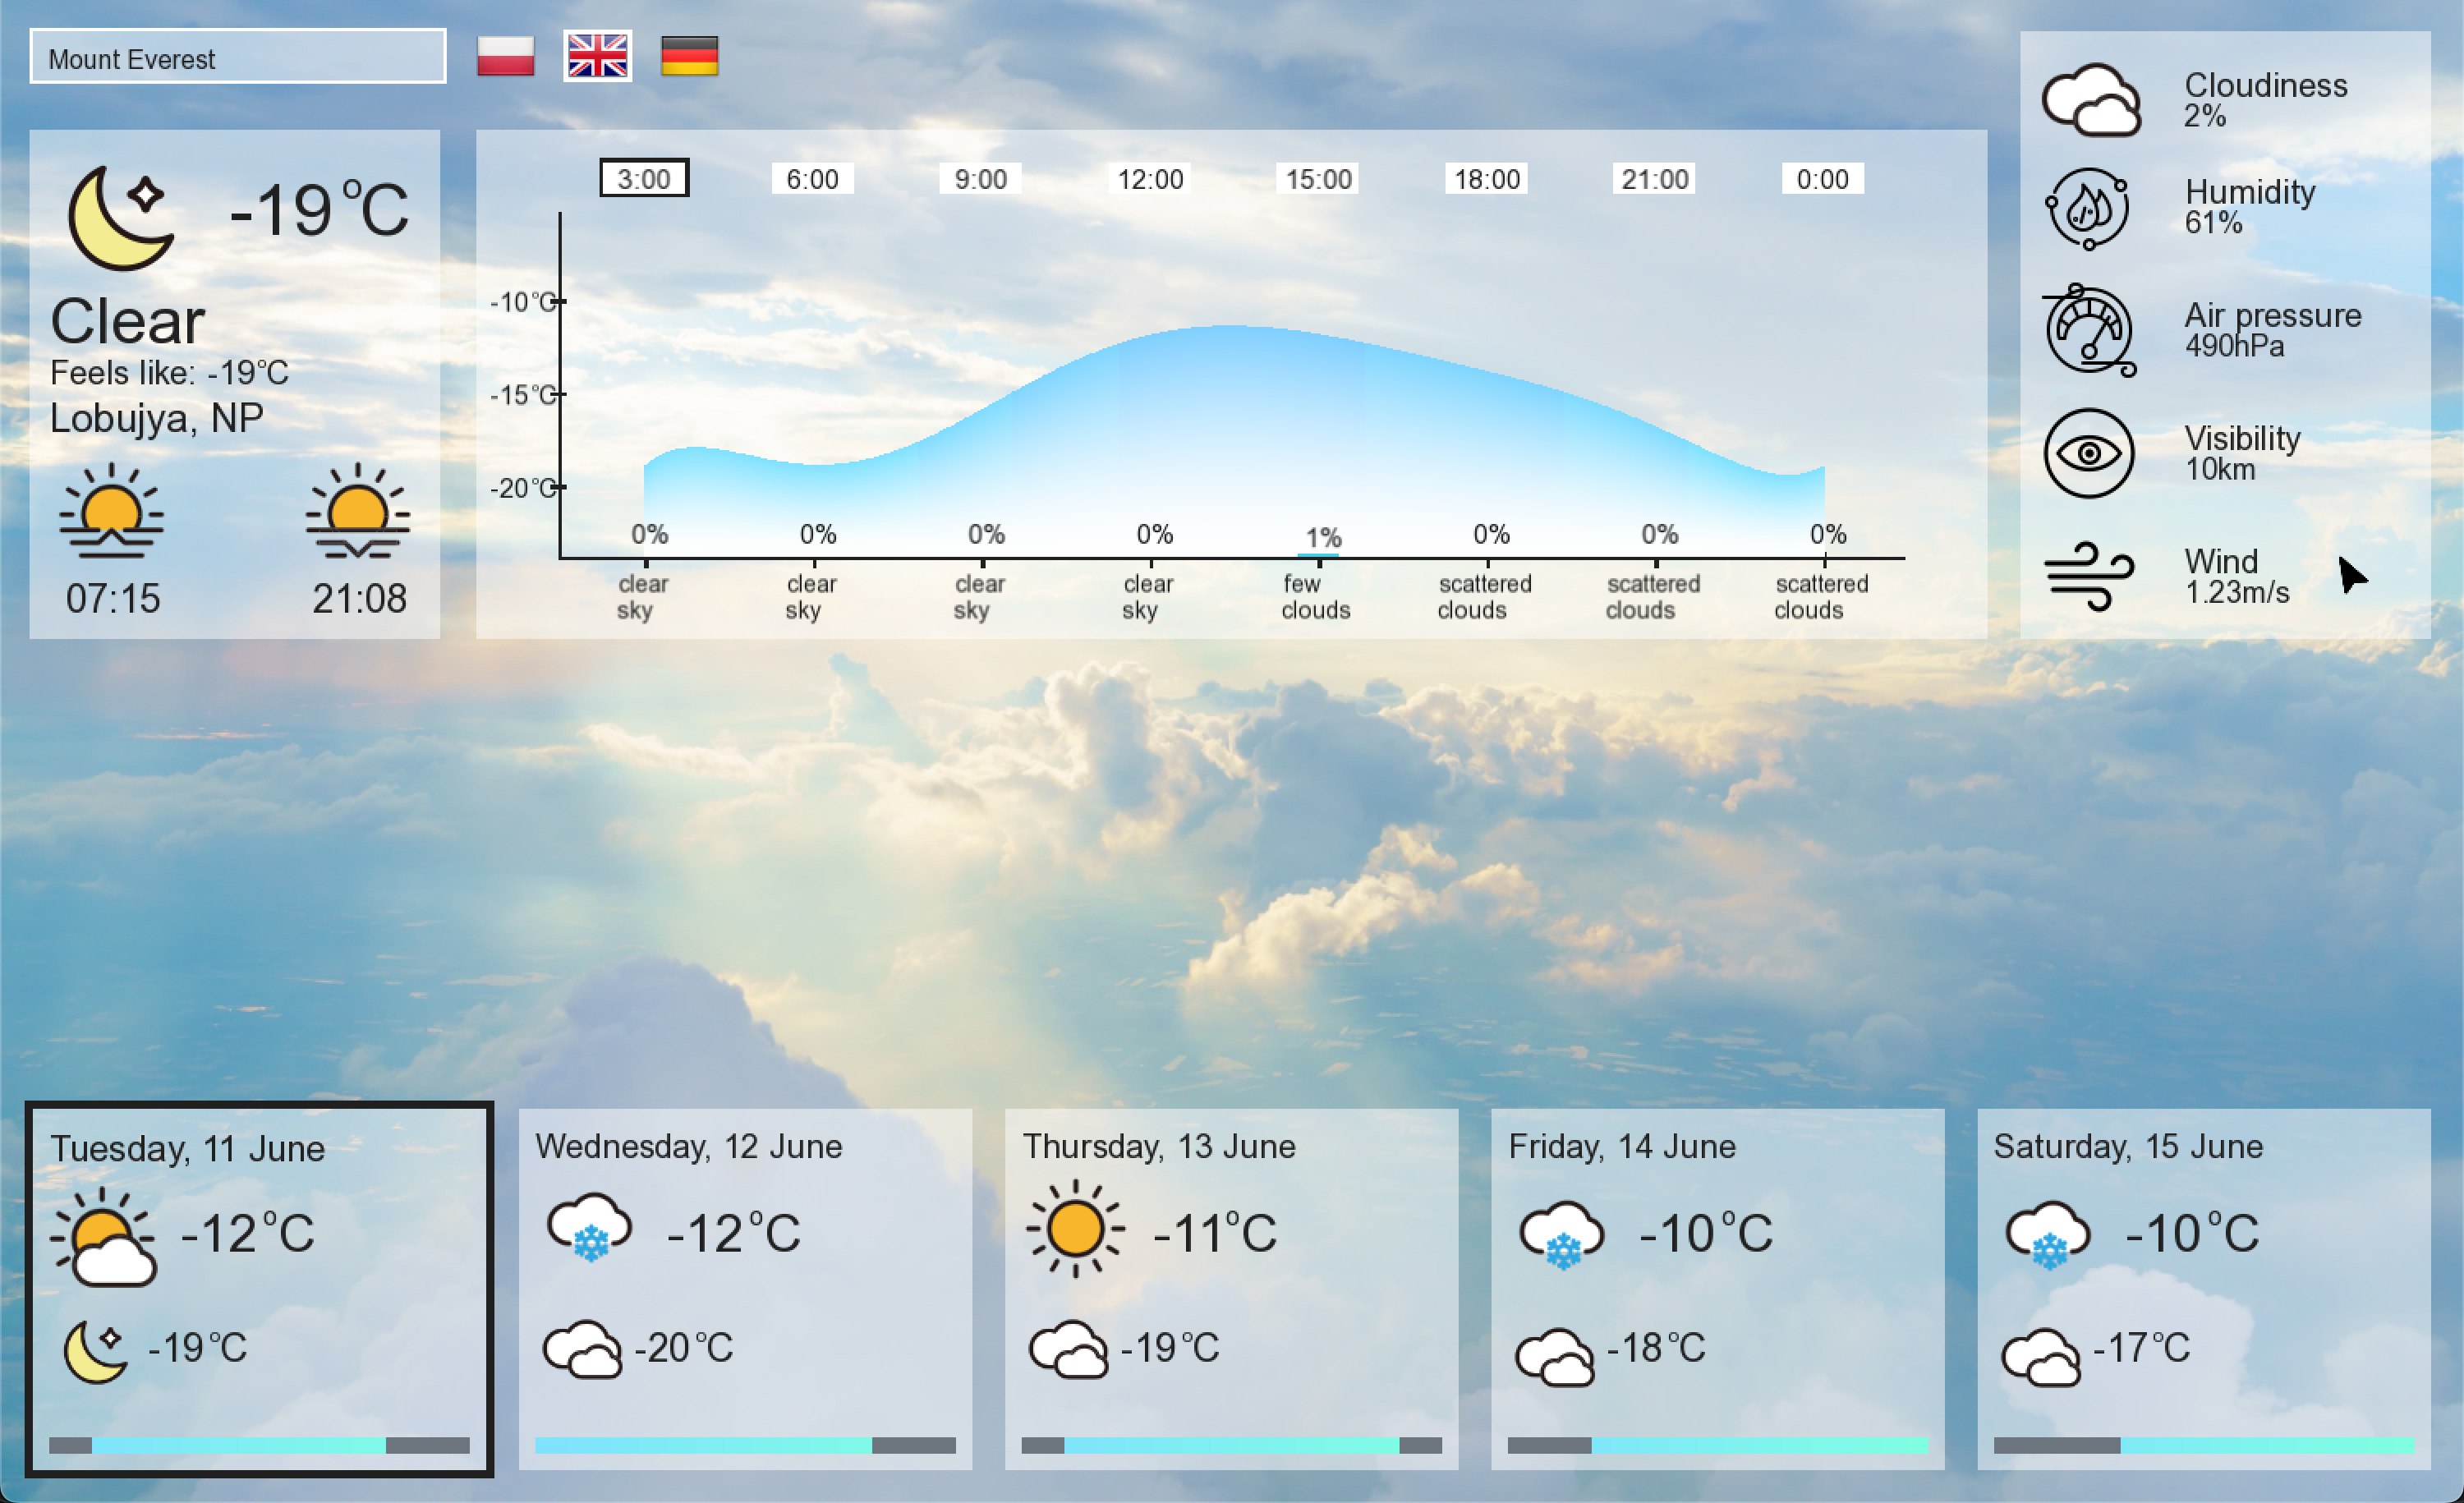 Mount Everest
-19°C
Clear
Feels like: -19°C
Lobujya, NP
07:15
21:08
3:00
6:00
9:00
12:00
15:00
18:00
21:00
0:00
-10°C
-15°C
-20°C
0%
0%
0%
0%
1%
0%
0%
0%
clear
sky
clear
sky
clear
sky
clear
sky
few
clouds
scattered
clouds
scattered
clouds
scattered
clouds
Cloudiness
2%
Humidity
61%
Air pressure
490hPa
Visibility
10km
Wind
1.23m/s
Tuesday, 11 June
-12°C
-19°C
Wednesday, 12 June
-12°C
-20°C
Thursday, 13 June
-11°C
-19°C
Friday, 14 June
-10°C
-18°C
Saturday, 15 June
-10°C
-17°C